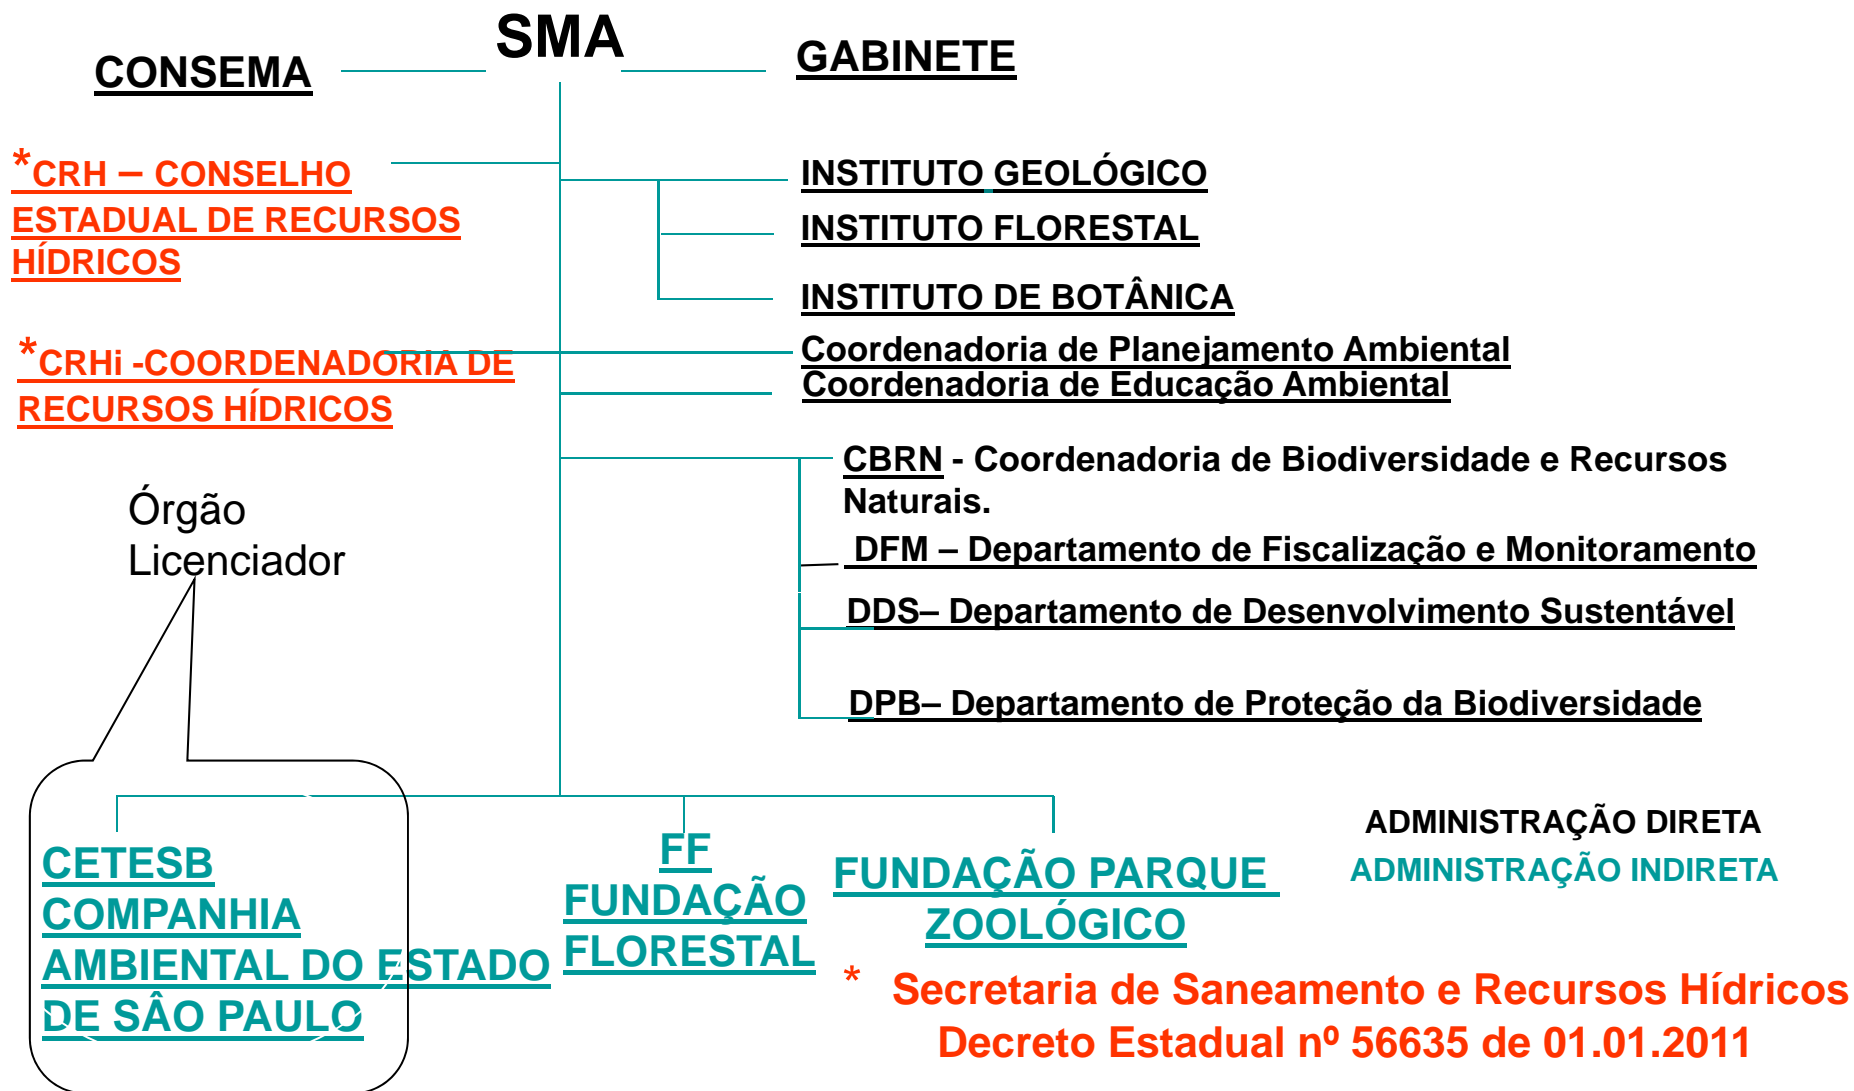 SMA
CONSEMA
GABINETE
*CRH – CONSELHO
ESTADUAL DE RECURSOS
HÍDRICOS
INSTITUTO GEOLÓGICO
INSTITUTO FLORESTAL
INSTITUTO DE BOTÂNICA
*CRHi -COORDENADORIA DE
RECURSOS HÍDRICOS
Coordenadoria de Planejamento Ambiental
Coordenadoria de Educação Ambiental
CBRN - Coordenadoria de Biodiversidade e Recursos
Naturais.
DFM – Departamento de Fiscalização e Monitoramento
DDS– Departamento de Desenvolvimento Sustentável
DPB– Departamento de Proteção da Biodiversidade
Órgão
Licenciador
CETESB
COMPANHIA
AMBIENTAL DO ESTADO
DE SÂO PAULO
FF
FUNDAÇÃO
FLORESTAL
FUNDAÇÃO PARQUE
ZOOLÓGICO
ADMINISTRAÇÃO DIRETA
ADMINISTRAÇÃO INDIRETA
* Secretaria de Saneamento e Recursos Hídricos
Decreto Estadual nº 56635 de 01.01.2011